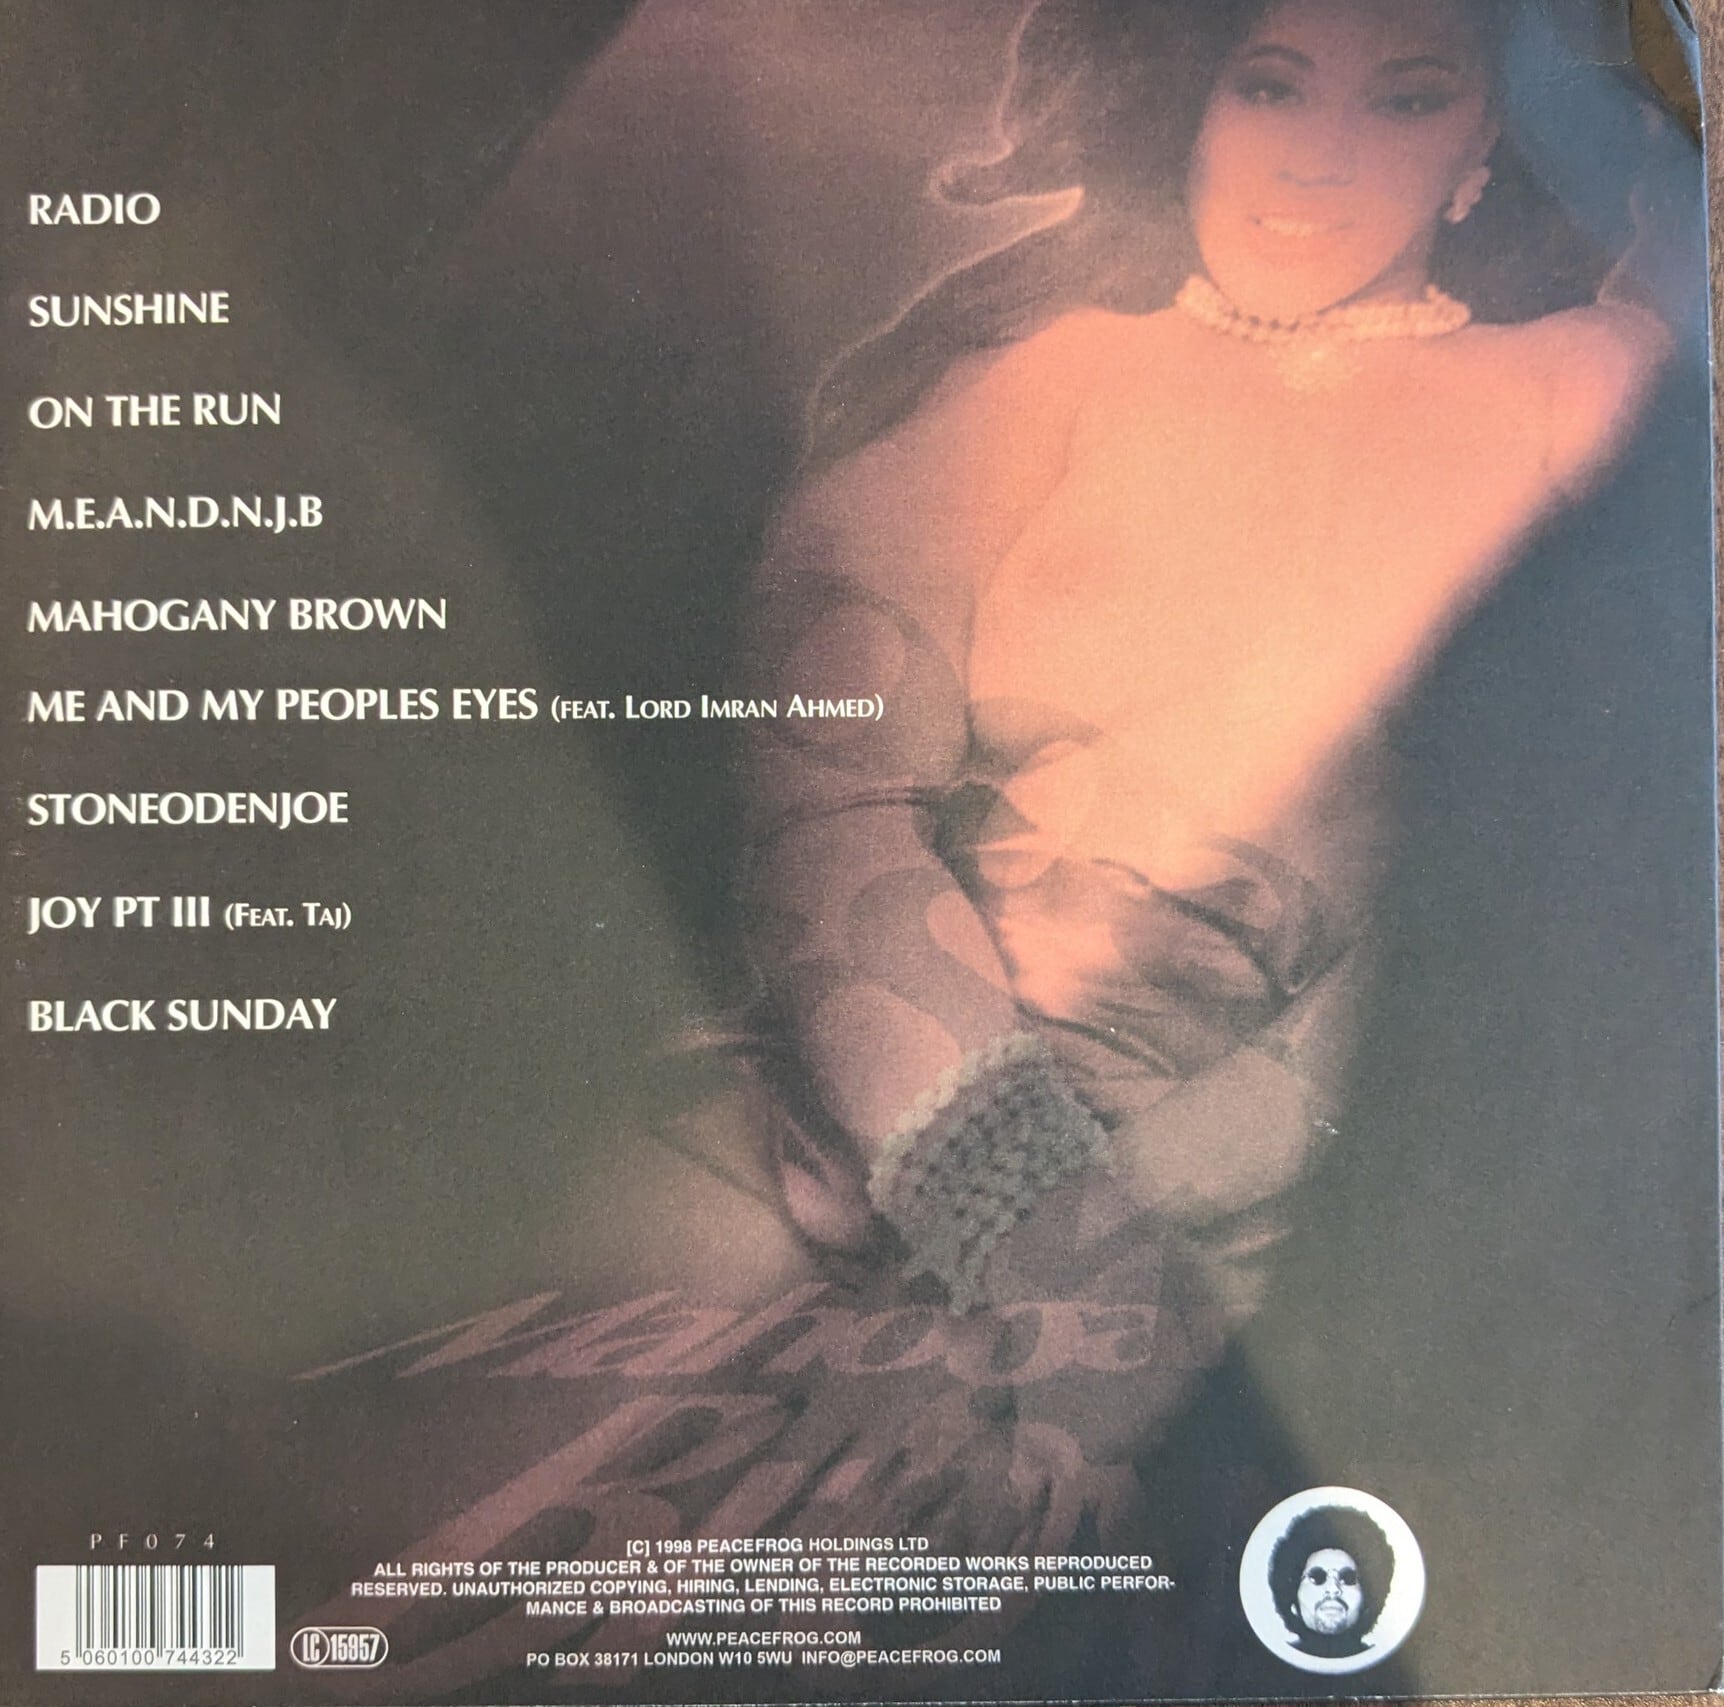 RADIO
SUNSHINE
ON THE RUN
M.E.A.N.D.N.J.B
MAHOGANY BROWN
ME AND MY PEOPLES EYES (FEAT. LORD IMRAN AHMED)
STONEODENJOE
JOY PT III (FEAT. TAJ)
BLACK SUNDAY
PF074
5 060100 744322
LC 15957
[C] 1998 PEACEFROG HOLDINGS LTD
ALL RIGHTS OF THE PRODUCER & OF THE OWNER OF THE RECORDED WORKS REPRODUCED
RESERVED. UNAUTHORIZED COPYING, HIRING, LENDING, ELECTRONIC STORAGE, PUBLIC PERFOR-
MANCE & BROADCASTING OF THIS RECORD PROHIBITED
WWW.PEACEFROG.COM
PO BOX 38171 LONDON W10 5WU INFO@PEACEFROG.COM